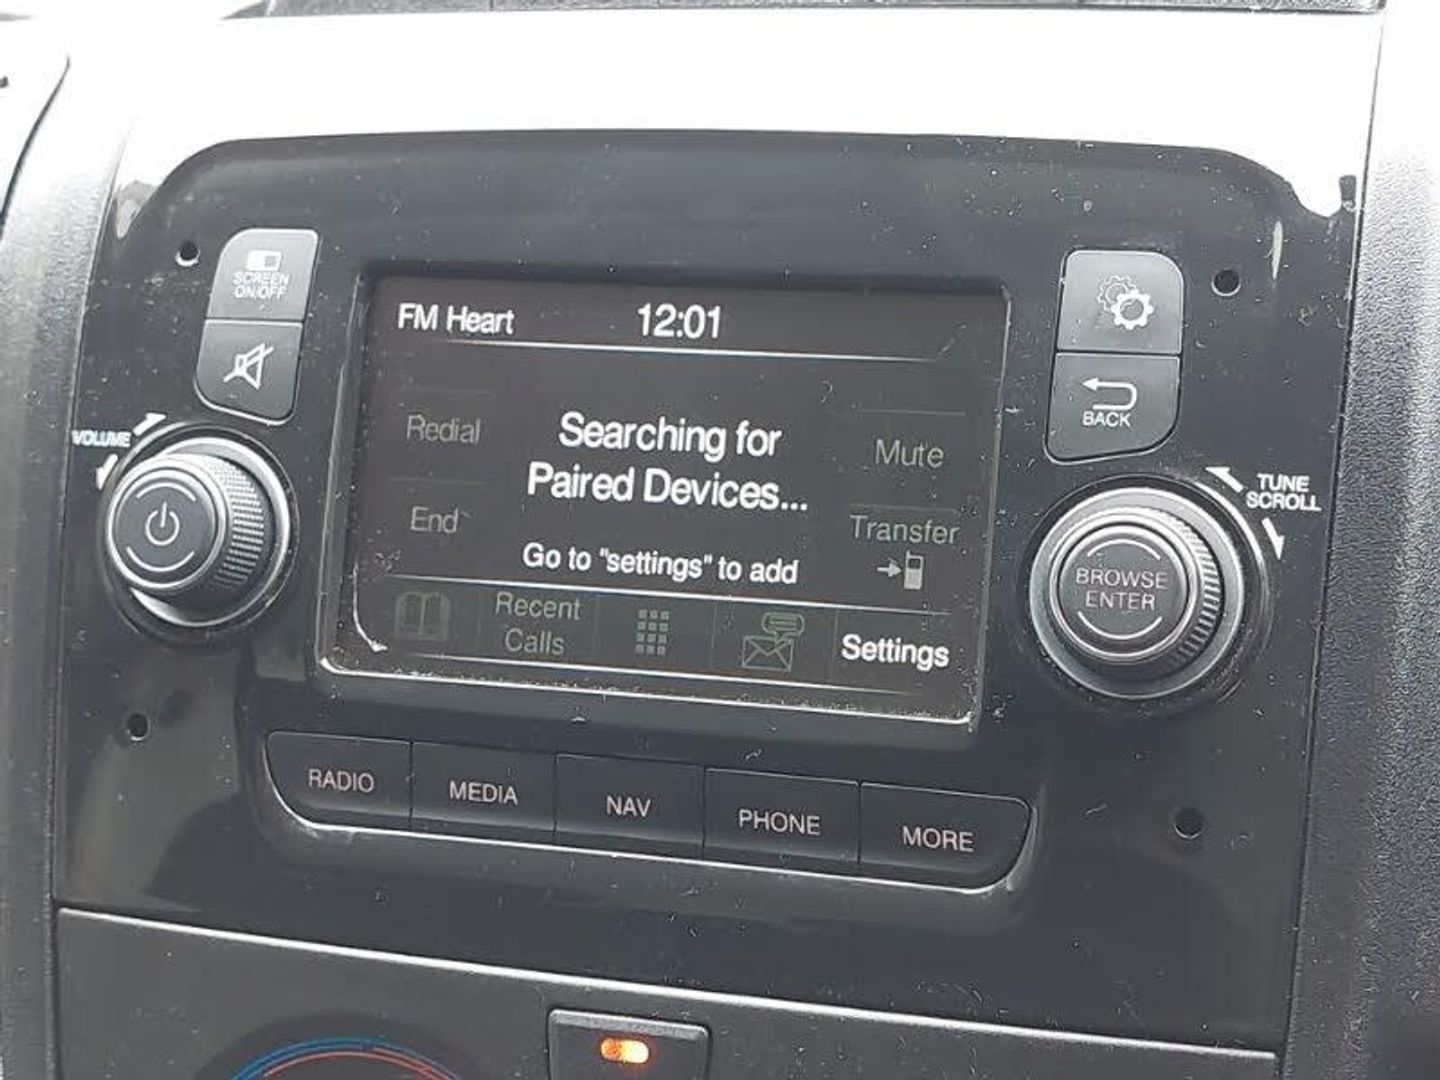 SCREEN
ON/OFF
VOLUME
FM Heart 12:01
Redial
End
Searching for
Paired Devices...
Go to "settings" to add
Mute
Transfer
Recent
Calls
Settings
BACK
TUNE
SCROLL
BROWSE
ENTER
RADIO MEDIA NAV PHONE MORE